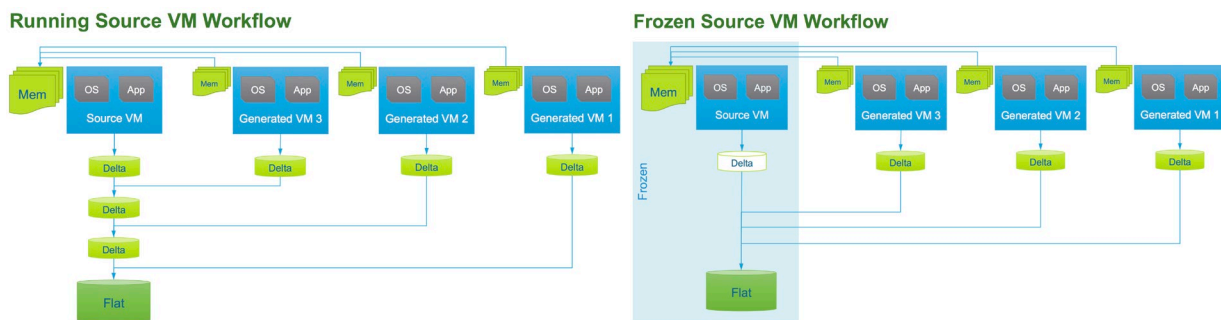 Running Source VM Workflow
Mem
OS
App
Source VM
Mem
OS
App
Generated VM 3
Mem
OS
App
Generated VM 2
Mem
OS
App
Generated VM 1
Delta
Delta
Delta
Delta
Delta
Delta
Flat
Frozen Source VM Workflow
Mem
OS
App
Source VM
Mem
OS
App
Generated VM 3
Mem
OS
App
Generated VM 2
Mem
OS
App
Generated VM 1
Delta
Delta
Delta
Delta
Frozen
Flat